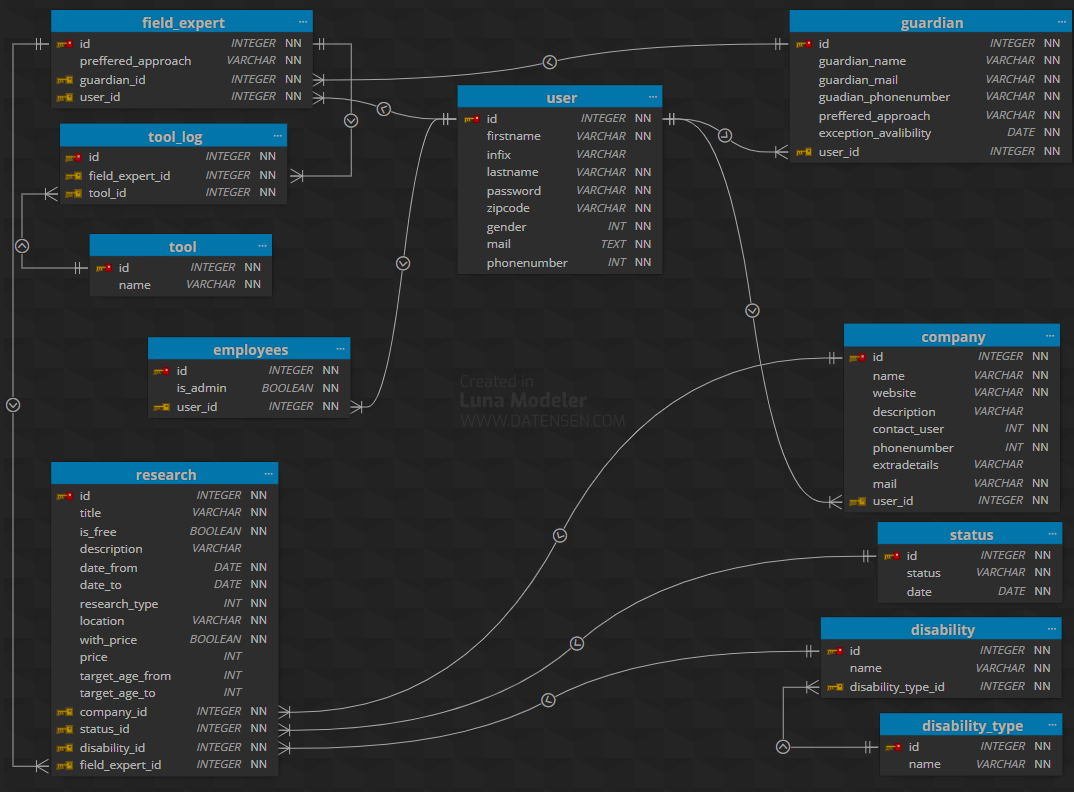 field_expert ...
id INTEGER NN
preffered_approach VARCHAR NN
guardian_id INTEGER NN
user_id INTEGER NN
guardian ...
id INTEGER NN
guardian_name VARCHAR NN
guardian_mail VARCHAR NN
guadian_phonenumber VARCHAR NN
preffered_approach VARCHAR NN
exception_avalibility DATE NN
user_id INTEGER NN
user ...
id INTEGER NN
firstname VARCHAR NN
infix VARCHAR
lastname VARCHAR NN
password VARCHAR NN
zipcode VARCHAR NN
gender INT NN
mail TEXT NN
phonenumber INT NN
tool_log ...
id INTEGER NN
field_expert_id INTEGER NN
tool_id INTEGER NN
tool ...
id INTEGER NN
name VARCHAR NN
employees ...
id INTEGER NN
is_admin BOOLEAN NN
user_id INTEGER NN
Created in
Luna Modeler
WWW.DATENSEN.COM
company ...
id INTEGER NN
name VARCHAR NN
website VARCHAR NN
description VARCHAR
contact_user INT NN
phonenumber INT NN
extradetails VARCHAR
mail VARCHAR NN
user_id INTEGER NN
research ...
id INTEGER NN
title VARCHAR NN
is_free BOOLEAN NN
description VARCHAR
date_from DATE NN
date_to DATE NN
research_type INT NN
location VARCHAR NN
with_price BOOLEAN NN
price INT
target_age_from INT
target_age_to INT
company_id INTEGER NN
status_id INTEGER NN
disability_id INTEGER NN
field_expert_id INTEGER NN
status ...
id INTEGER NN
status VARCHAR NN
date DATE NN
disability ...
id INTEGER NN
name VARCHAR NN
disability_type_id INTEGER NN
disability_type ...
id INTEGER NN
name VARCHAR NN